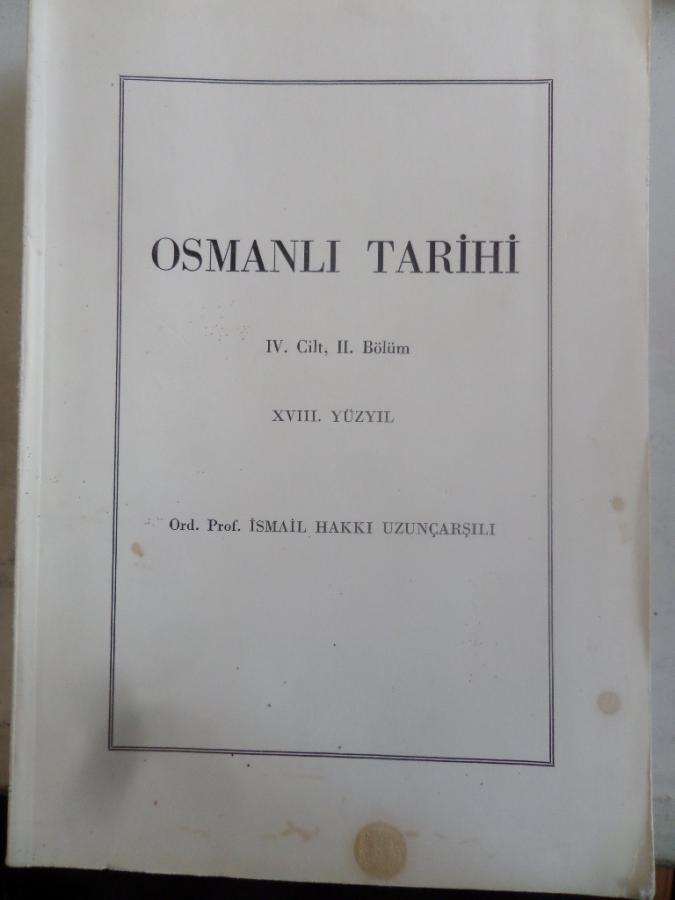 OSMANLI TARİHİ
IV. Cilt, II. Bölüm
XVIII. YÜZYIL
Ord. Prof. İSMAİL HAKKI UZUNÇARŞILI